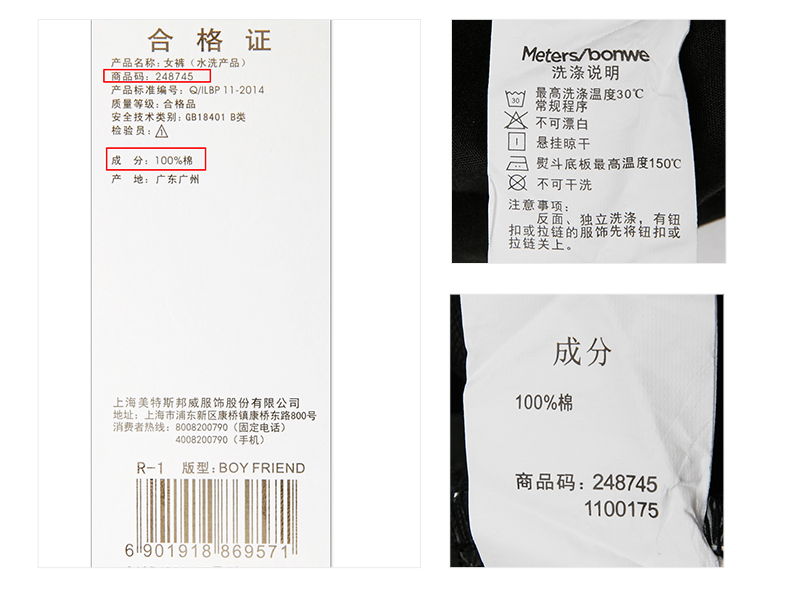 合格证
产品名称：女裤（水洗产品）
商品码：248745
产品标准编号：Q/ILBP 11-2014
质量等级：合格品
安全技术类别：GB18401 B类
检验员：
成 分：100%棉
产 地：广东广州
上海美特斯邦威服饰股份有限公司
地址：上海市浦东新区康桥镇康桥东路800号
消费者热线：8008200790（固定电话）
4008200790（手机）
R-1 版型：BOY FRIEND
6 901918 869571
Meters/bonwe
洗涤说明
30 最高洗涤温度30℃
常规程序
不可漂白
悬挂晾干
熨斗底板最高温度150℃
不可干洗
注意事项：
反面、独立洗涤，有钮
扣或拉链的服饰先将钮扣或
拉链关上。
成分
100%棉
商品码：248745
1100175